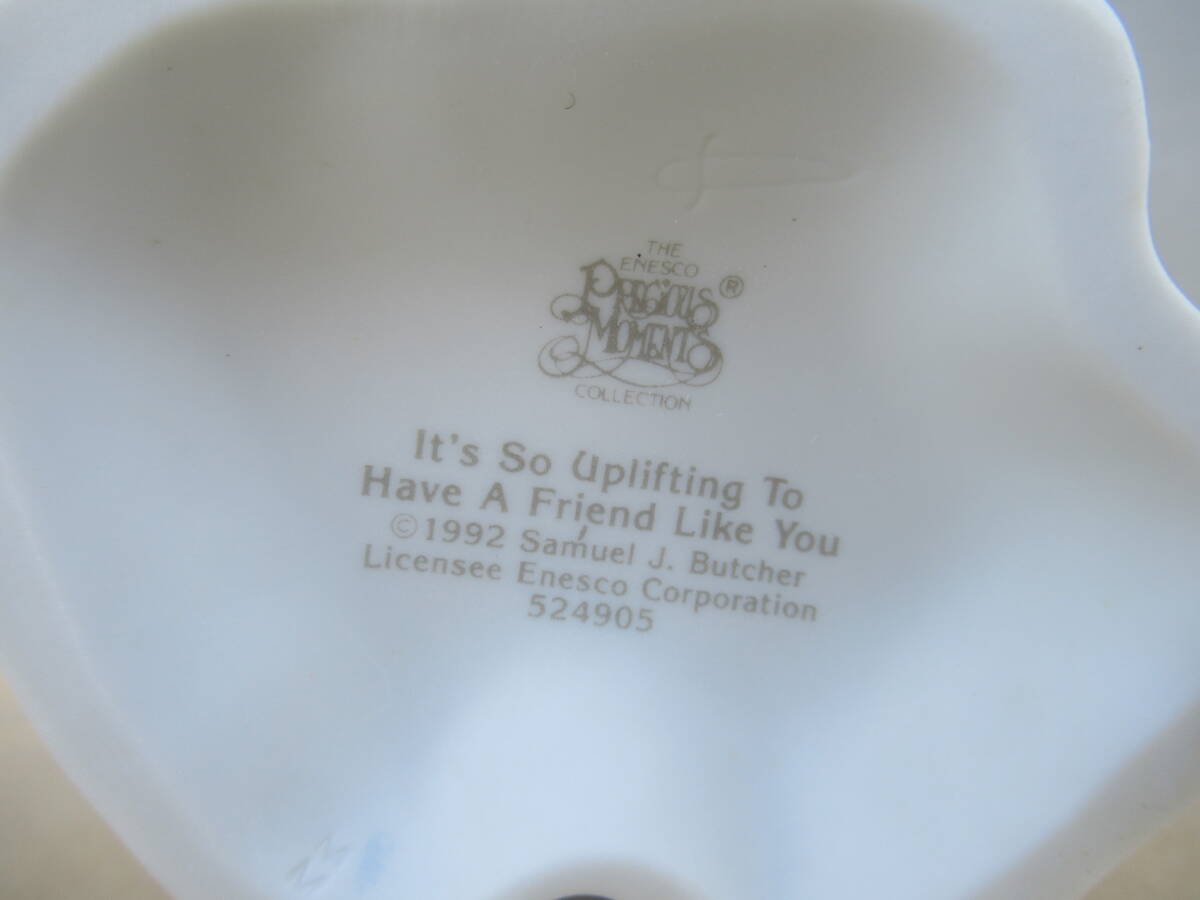 THE
ENESCO
PRECIOUS ®
MOMENTS
COLLECTION
It's So Uplifting To
Have A Friend Like You
©1992 Samuel J. Butcher
Licensee Enesco Corporation
524905